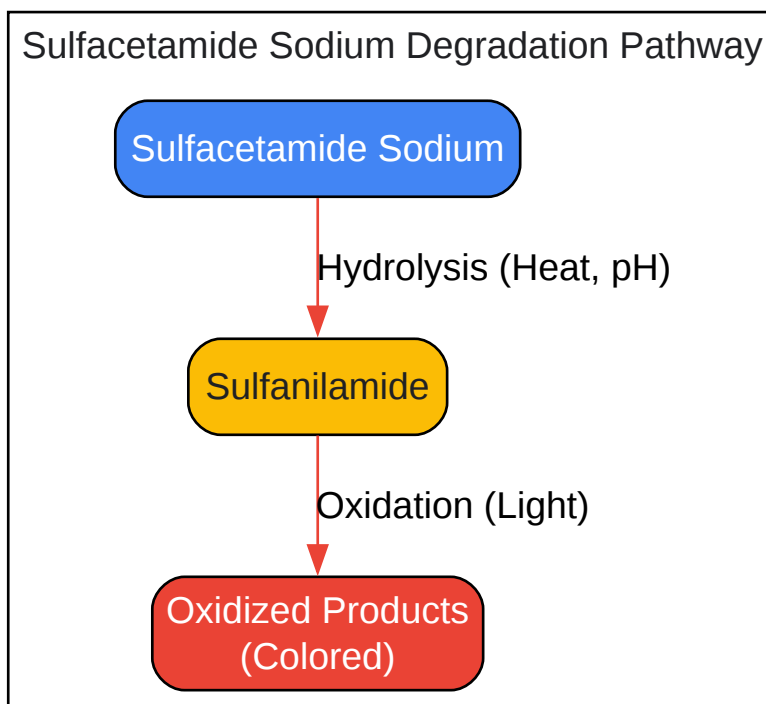 Sulfacetamide Sodium Degradation Pathway
Sulfacetamide Sodium
Hydrolysis (Heat, pH)
Sulfanilamide
Oxidation (Light)
Oxidized Products
(Colored)